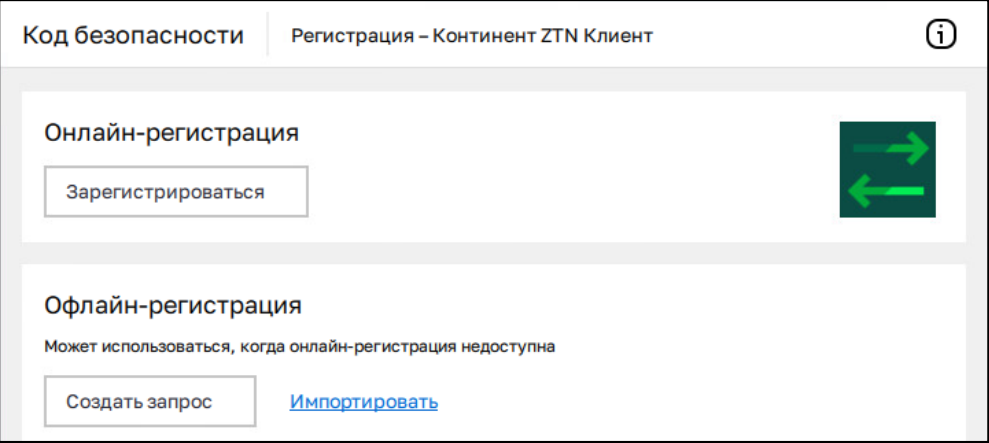 Код безопасности
Регистрация – Континент ZTN Клиент
Онлайн-регистрация
Зарегистрироваться
Офлайн-регистрация
Может использоваться, когда онлайн-регистрация недоступна
Создать запрос
Импортировать